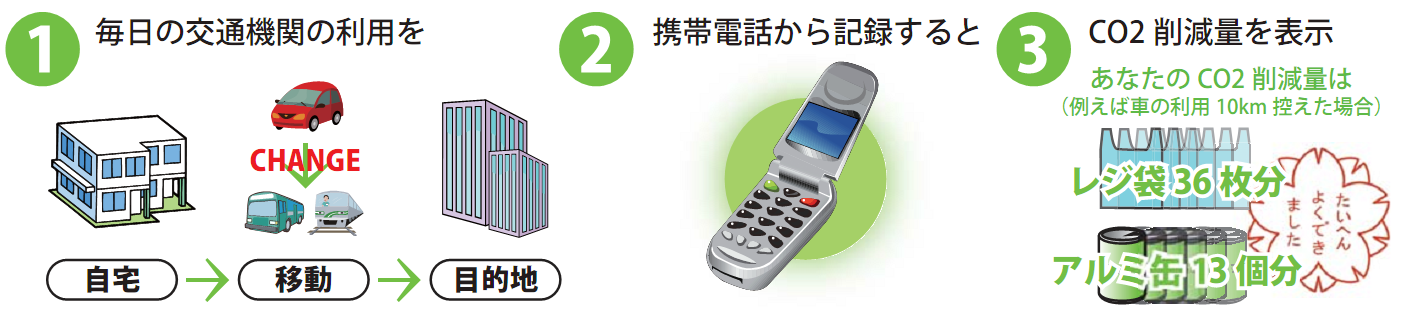 1 毎日の交通機関の利用を
CHANGE
自宅
移動
目的地
2 携帯電話から記録すると
3 CO2 削減量を表示
あなたの CO2 削減量は
（例えば車の利用 10km 控えた場合）
レジ袋 36 枚分
アルミ缶 13 個分
たいへん
よくでき
ました